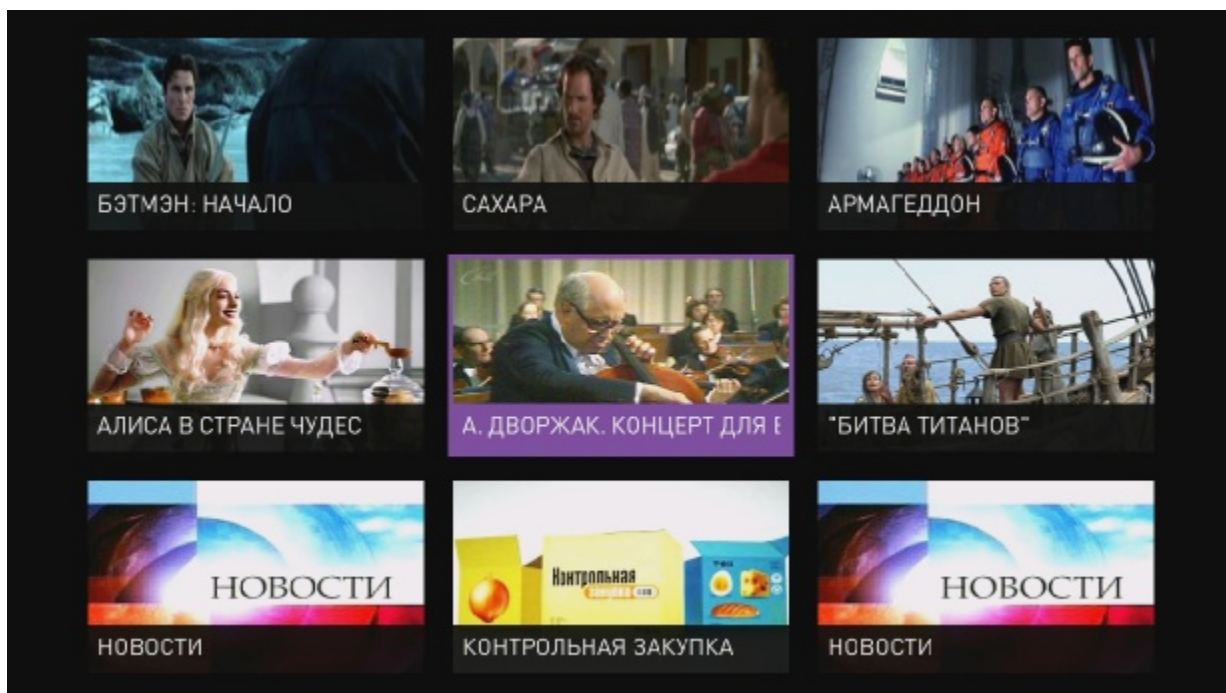 БЭТМЭН: НАЧАЛО
САХАРА
АРМАГЕДДОН
АЛИСА В СТРАНЕ ЧУДЕС
А. ДВОРЖАК. КОНЦЕРТ ДЛЯ
"БИТВА ТИТАНОВ"
НОВОСТИ
НОВОСТИ
Контрольная
закупка
КОНТРОЛЬНАЯ ЗАКУПКА
НОВОСТИ
НОВОСТИ